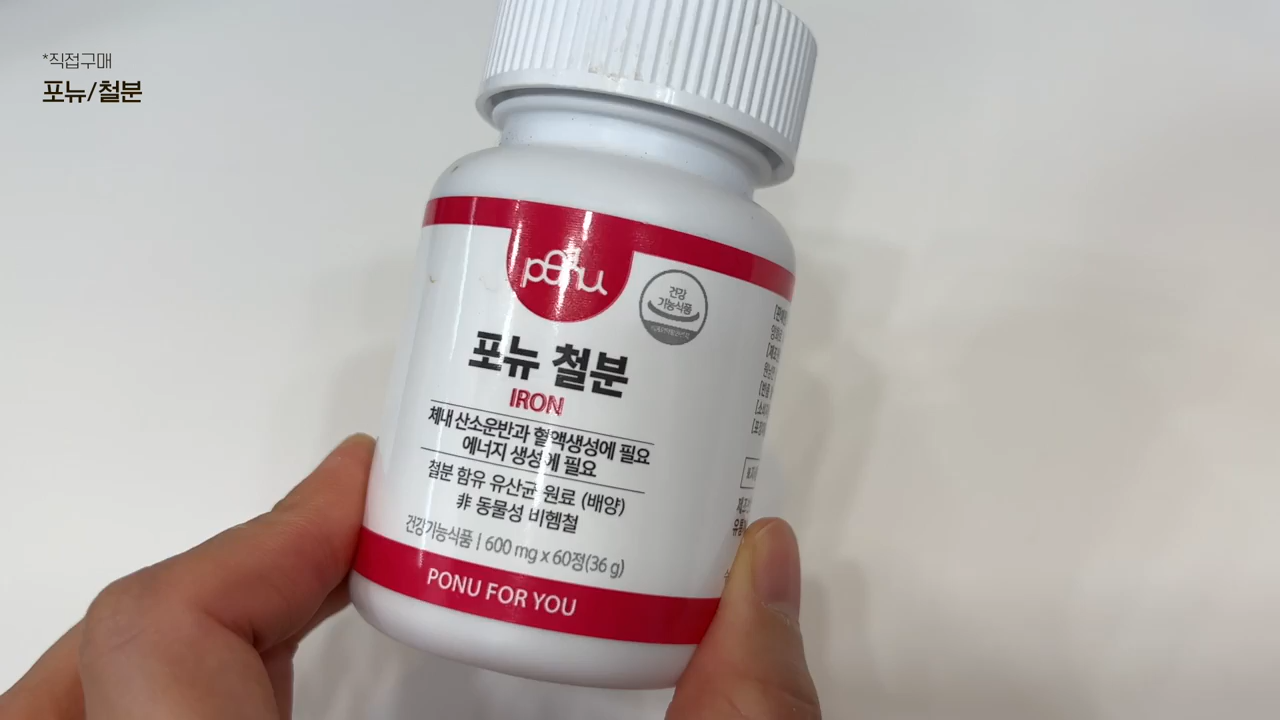 *직접구매
포뉴/철분
ponu
건강
기능식품
포뉴 철분
IRON
체내 산소운반과 혈액생성에 필요
에너지 생성에 필요
철분 함유 유산균 원료 (배양)
非 동물성 비헴철
건강기능식품 | 600 mg x 60정(36 g)
PONU FOR YOU